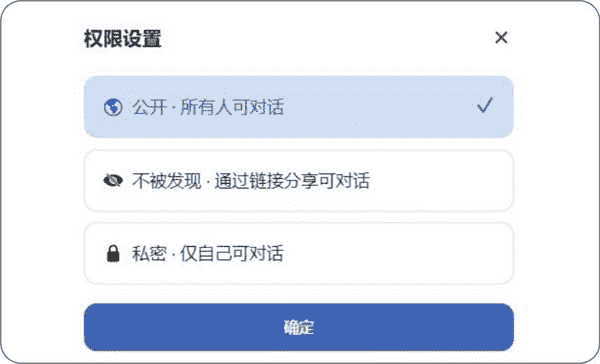 权限设置
公开 · 所有人可对话
不被发现 · 通过链接分享可对话
私密 · 仅自己可对话
确定